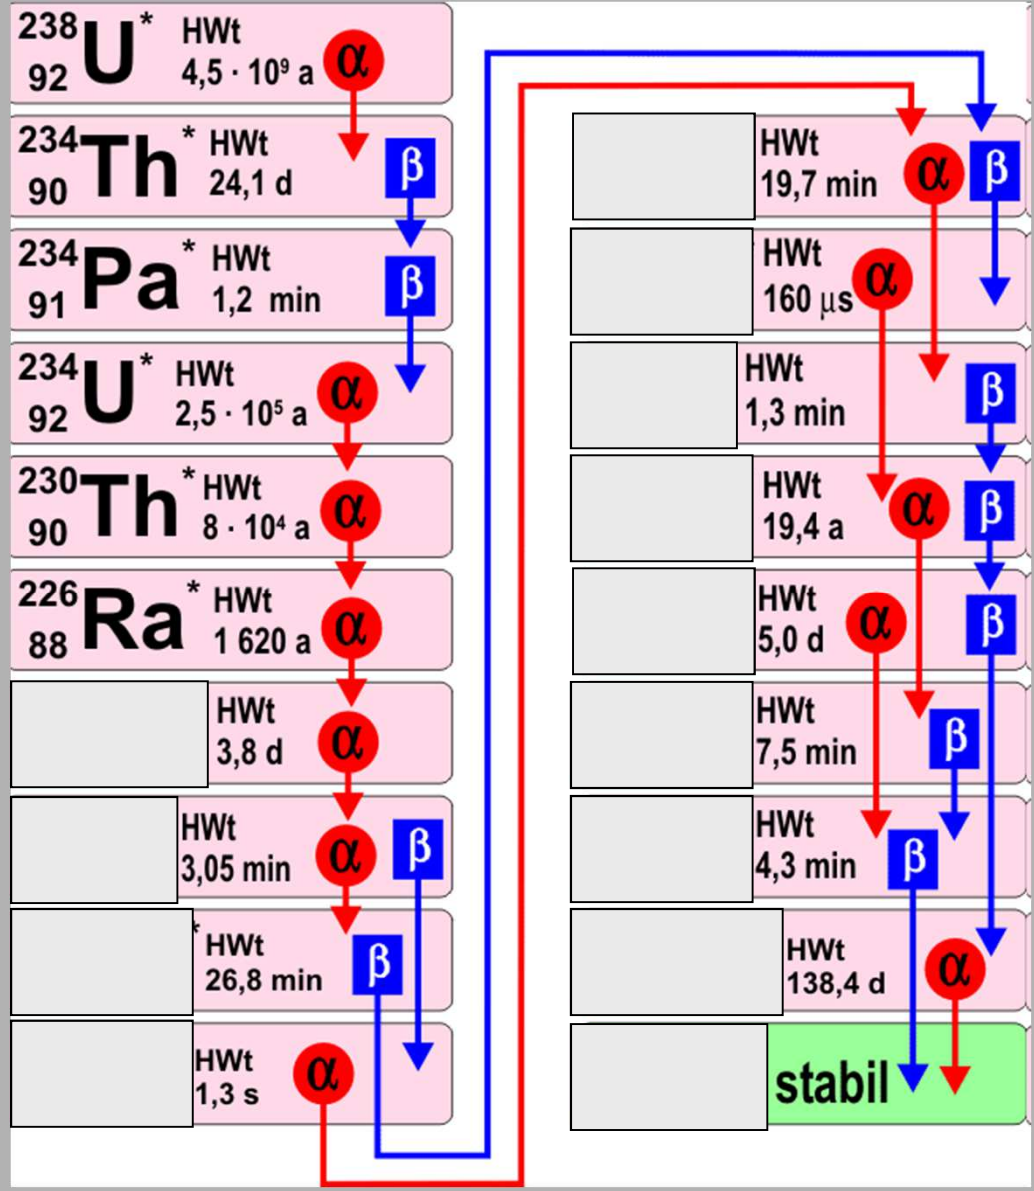 238
92 U* HWt
4,5 · 10⁹ a α
234
90 Th* HWt
24,1 d β
234
91 Pa* HWt
1,2 min β
234
92 U* HWt
2,5 · 10⁵ a α
230
90 Th* HWt
8 · 10⁴ a α
226
88 Ra* HWt
1 620 a α
HWt
3,8 d α
HWt
3,05 min α β
* HWt
26,8 min β
HWt
1,3 s α
HWt
19,7 min α β
HWt
160 µs α
HWt
1,3 min β
HWt
19,4 a α β
HWt
5,0 d α β
HWt
7,5 min β
HWt
4,3 min β
HWt
138,4 d α
stabil